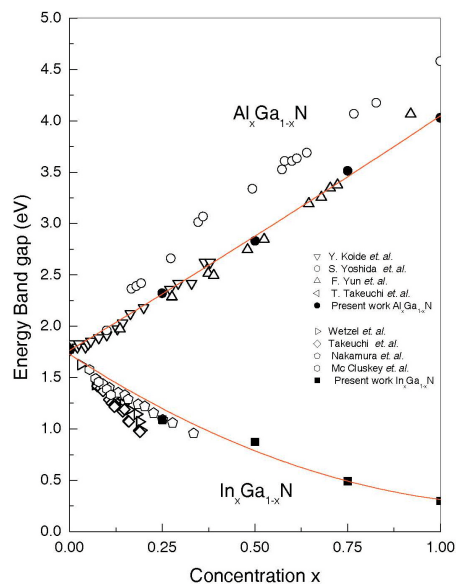 5.0
4.5
4.0
3.5
3.0
2.5
2.0
1.5
1.0
0.5
0.0
Energy Band gap (eV)
AlxGa1-xN
Y. Koide et. al.
S. Yoshida et. al.
F. Yun et. al.
T. Takeuchi et. al.
Present work AlxGa1-xN
Wetzel et al.
Takeuchi et. al.
Nakamura et. al.
Mc Cluskey et. al.
Present work InxGa1-xN
InxGa1-xN
0.00 0.25 0.50 0.75 1.00
Concentration x